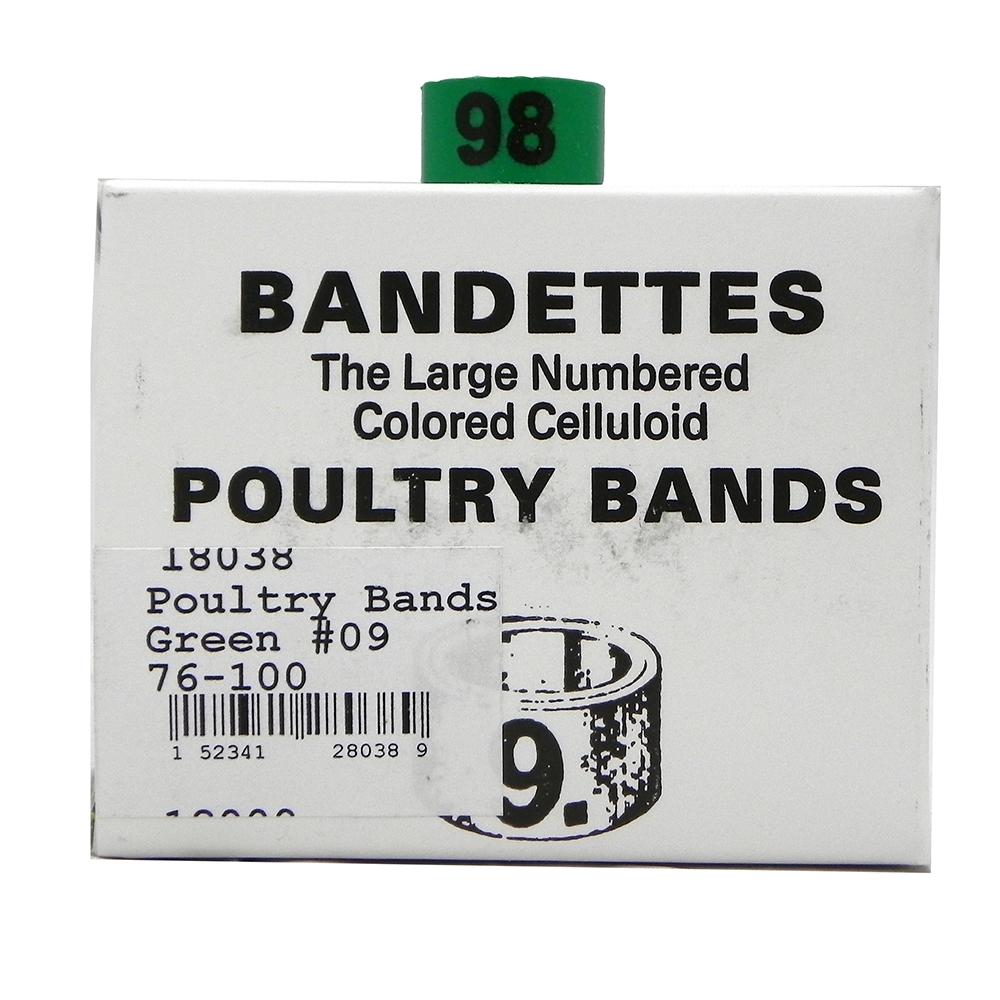 98
BANDETTES
The Large Numbered
Colored Celluloid
POULTRY BANDS
18038
Poultry Bands
Green #09
76-100
1 52341 28038 9
9.